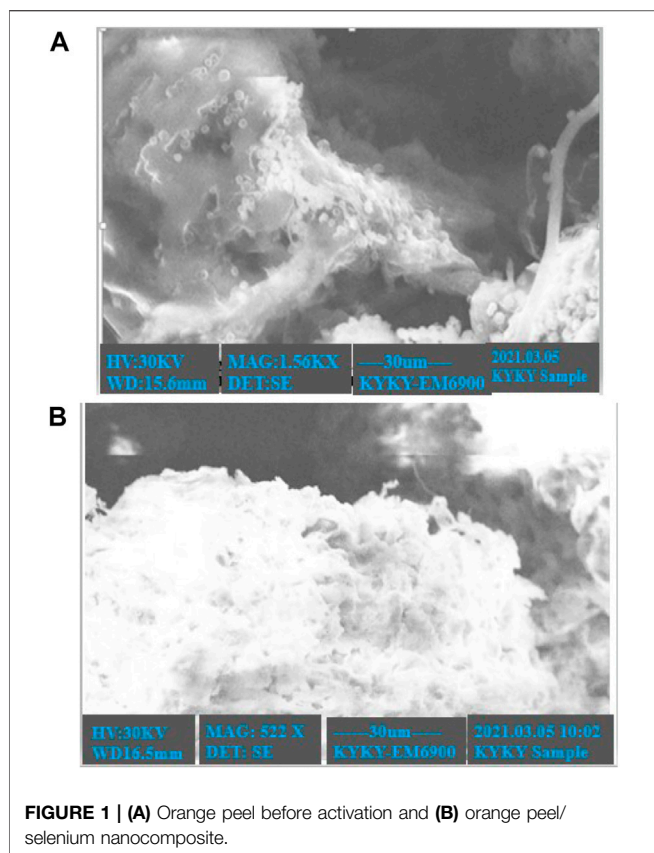 A
HV:30KV MAG:1.56KX ----30um---- 2021.03.05
WD:15.6mm DET:SE KYKY-EM6900 KYKY Sample
B
HV:30KV MAG: 522 X ------30um----- 2021.03.05 10:02
WD16.5mm DET: SE KYKY-EM6900 KYKY Sample
FIGURE 1 | (A) Orange peel before activation and (B) orange peel/
selenium nanocomposite.